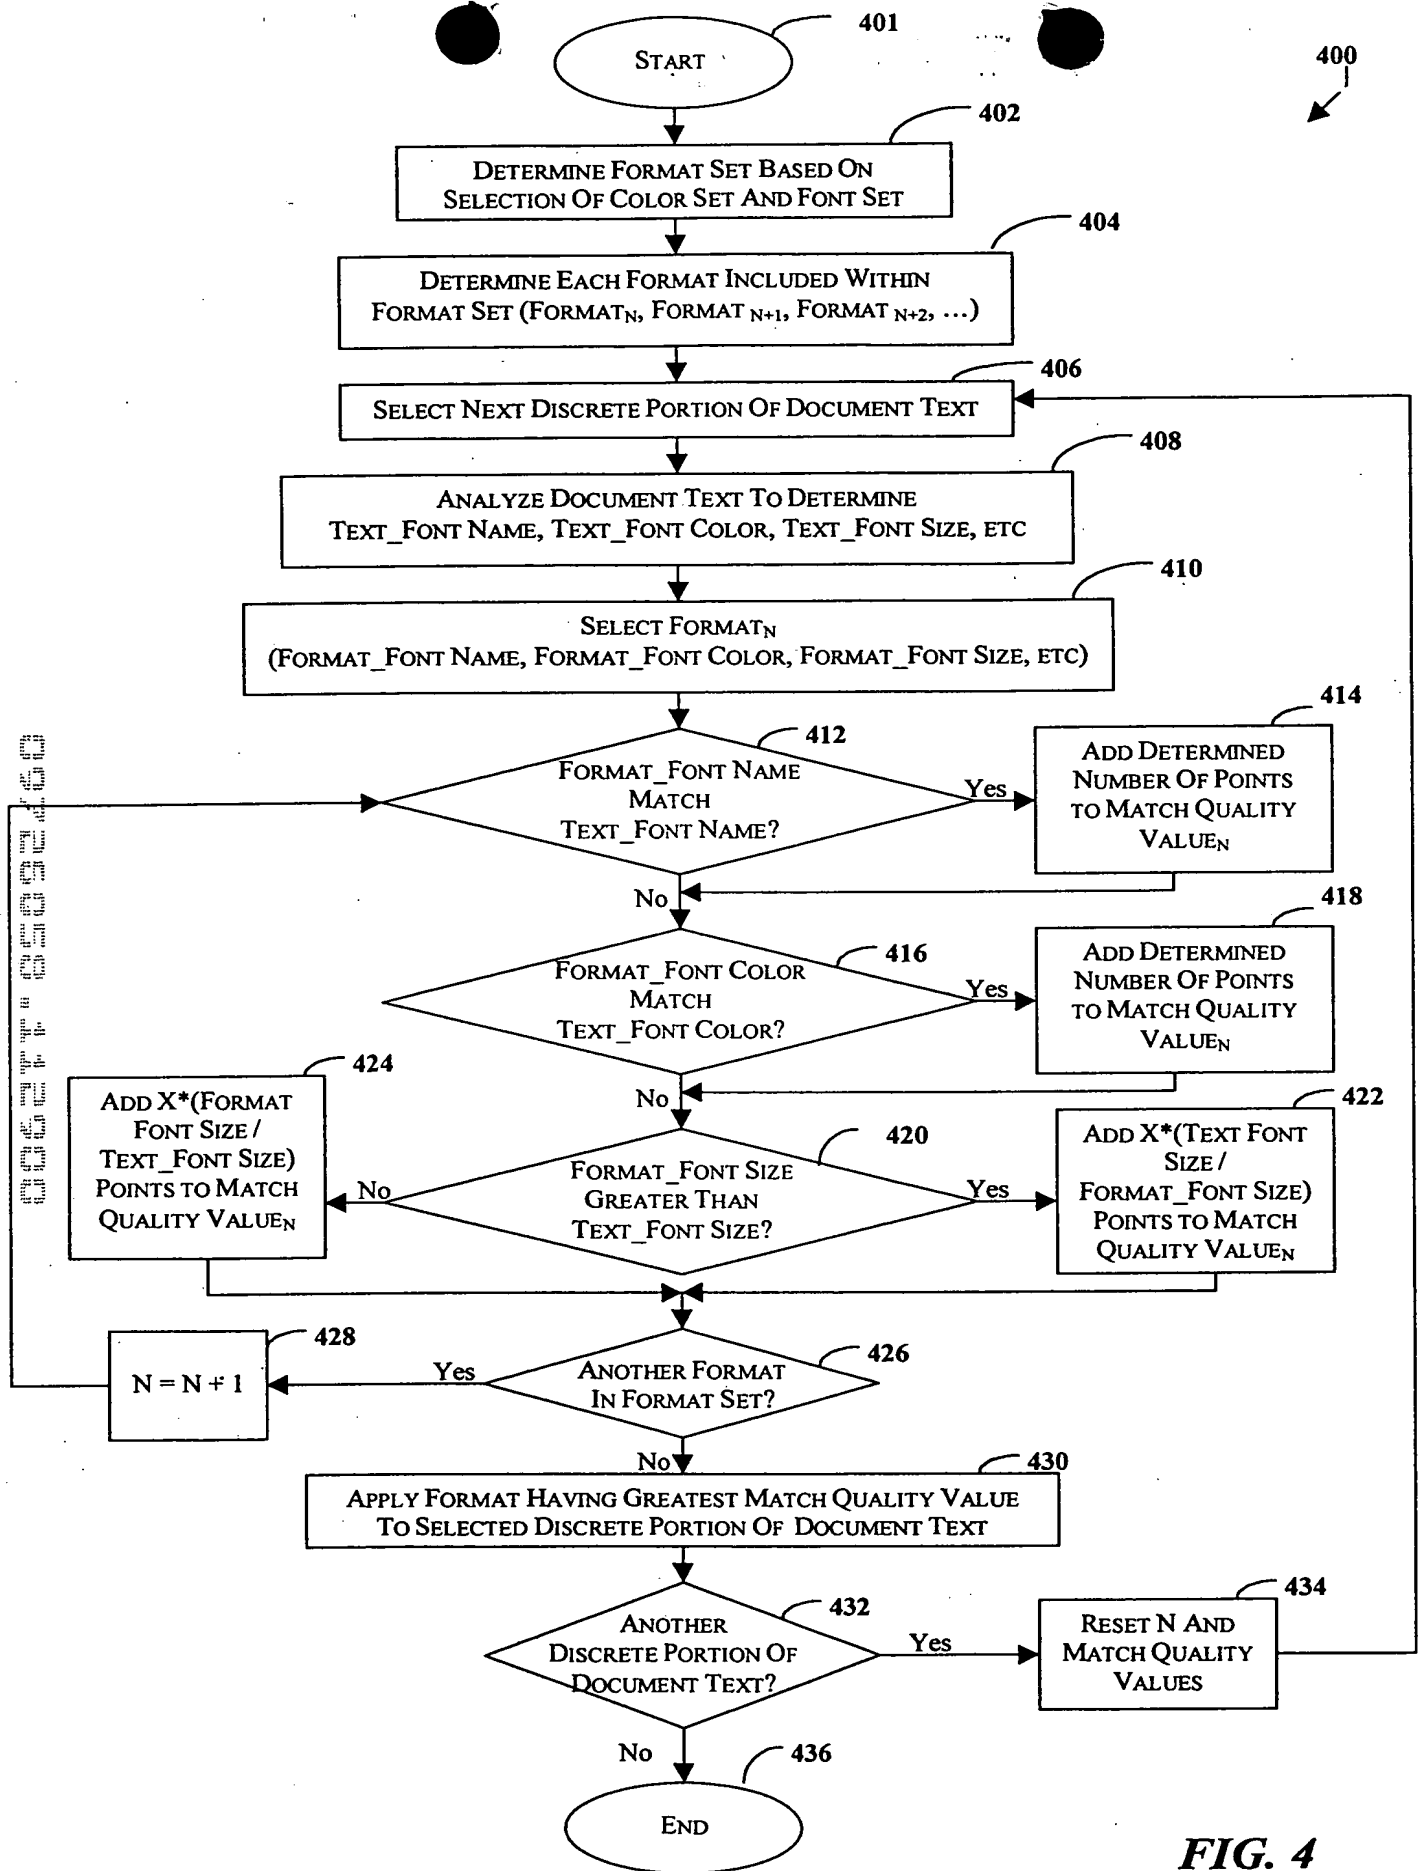 401
START
400
402
DETERMINE FORMAT SET BASED ON
SELECTION OF COLOR SET AND FONT SET
404
DETERMINE EACH FORMAT INCLUDED WITHIN
FORMAT SET (FORMATN, FORMAT N+1, FORMAT N+2, ...)
406
SELECT NEXT DISCRETE PORTION OF DOCUMENT TEXT
408
ANALYZE DOCUMENT TEXT TO DETERMINE
TEXT_FONT NAME, TEXT_FONT COLOR, TEXT_FONT SIZE, ETC
410
SELECT FORMATN
(FORMAT_FONT NAME, FORMAT_FONT COLOR, FORMAT_FONT SIZE, ETC)
412
FORMAT_FONT NAME
MATCH
TEXT_FONT NAME?
Yes
414
ADD DETERMINED
NUMBER OF POINTS
TO MATCH QUALITY
VALUEN
No
416
FORMAT_FONT COLOR
MATCH
TEXT_FONT COLOR?
Yes
418
ADD DETERMINED
NUMBER OF POINTS
TO MATCH QUALITY
VALUEN
No
420
FORMAT_FONT SIZE
GREATER THAN
TEXT_FONT SIZE?
No
424
ADD X*(FORMAT
FONT SIZE /
TEXT_FONT SIZE)
POINTS TO MATCH
QUALITY VALUEN
Yes
422
ADD X*(TEXT FONT
SIZE /
FORMAT_FONT SIZE)
POINTS TO MATCH
QUALITY VALUEN
426
ANOTHER FORMAT
IN FORMAT SET?
Yes
428
N = N + 1
No
430
APPLY FORMAT HAVING GREATEST MATCH QUALITY VALUE
TO SELECTED DISCRETE PORTION OF DOCUMENT TEXT
432
ANOTHER
DISCRETE PORTION OF
DOCUMENT TEXT?
Yes
434
RESET N AND
MATCH QUALITY
VALUES
No
436
END
FIG. 4